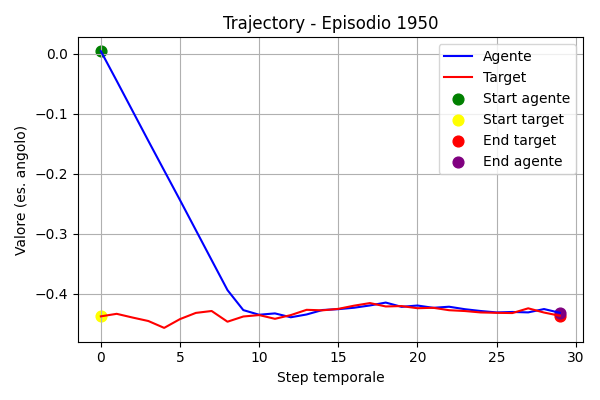 Trajectory - Episodio 1950
Valore (es. angolo)
0.0
−0.1
−0.2
−0.3
−0.4
Agente
Target
Start agente
Start target
End target
End agente
0 5 10 15 20 25 30
Step temporale